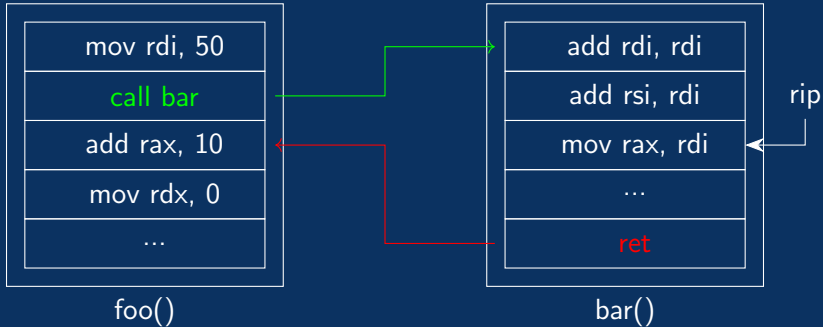 mov rdi, 50
call bar
add rax, 10
mov rdx, 0
...
foo()
add rdi, rdi
add rsi, rdi
mov rax, rdi
...
ret
bar()
rip